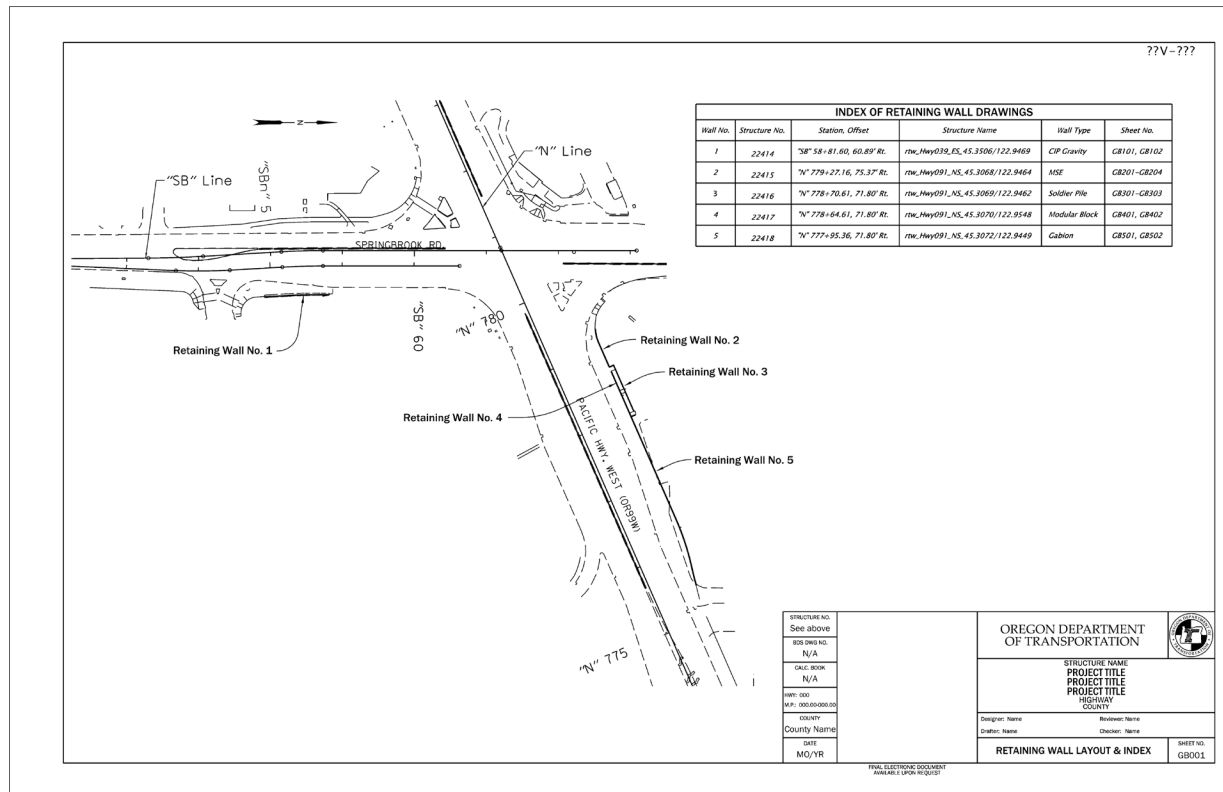 ??V-???
INDEX OF RETAINING WALL DRAWINGS
Wall No. Structure No. Station, Offset Structure Name Wall Type Sheet No.
1 22414 "SB" 58+81.60, 60.89' Rt. rtw_Hwy039_ES_45.3506/122.9469 CIP Gravity GB101, GB102
2 22415 "N" 779+27.16, 75.37' Rt. rtw_Hwy091_NS_45.3068/122.9464 MSE GB201-GB204
3 22416 "N" 778+70.61, 71.80' Rt. rtw_Hwy091_NS_45.3069/122.9462 Soldier Pile GB301-GB303
4 22417 "N" 778+64.61, 71.80' Rt. rtw_Hwy091_NS_45.3070/122.9548 Modular Block GB401, GB402
5 22418 "N" 777+95.36, 71.80' Rt. rtw_Hwy091_NS_45.3072/122.9449 Gabion GB501, GB502
N
"N" Line
"SB" Line
"SBn" 5
SPRINGBROOK RD.
"SB" 60
"N" 780
Retaining Wall No. 1
Retaining Wall No. 2
Retaining Wall No. 3
Retaining Wall No. 4
Retaining Wall No. 5
PACIFIC HWY. WEST (OR99W)
"N" 775
STRUCTURE NO.
See above
BDS DWG NO.
N/A
CALC. BOOK
N/A
HWY: 000
M.P.: 000.00-000.00
COUNTY
County Name
DATE
MO/YR
OREGON DEPARTMENT
OF TRANSPORTATION
STRUCTURE NAME
PROJECT TITLE
PROJECT TITLE
PROJECT TITLE
HIGHWAY
COUNTY
Designer: Name Reviewer: Name
Drafter: Name Checker: Name
RETAINING WALL LAYOUT & INDEX
SHEET NO.
GB001
FINAL ELECTRONIC DOCUMENT
AVAILABLE UPON REQUEST